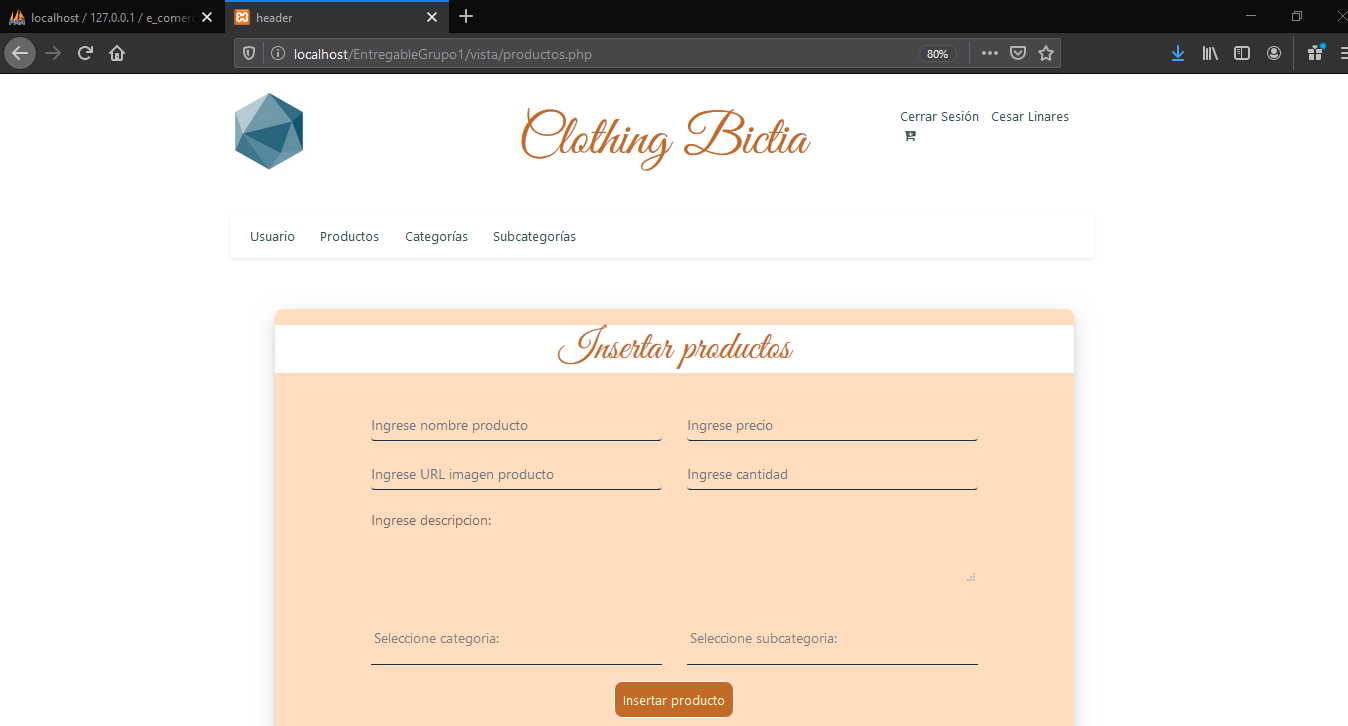 localhost / 127.0.0.1 / e_comerc
header
localhost/EntregableGrupo1/vista/productos.php
80%
Clothing Bictia
Cerrar Sesión Cesar Linares
Usuario Productos Categorías Subcategorías
Insertar productos
Ingrese nombre producto Ingrese precio
Ingrese URL imagen producto Ingrese cantidad
Ingrese descripcion:
Seleccione categoria: Seleccione subcategoria:
Insertar producto